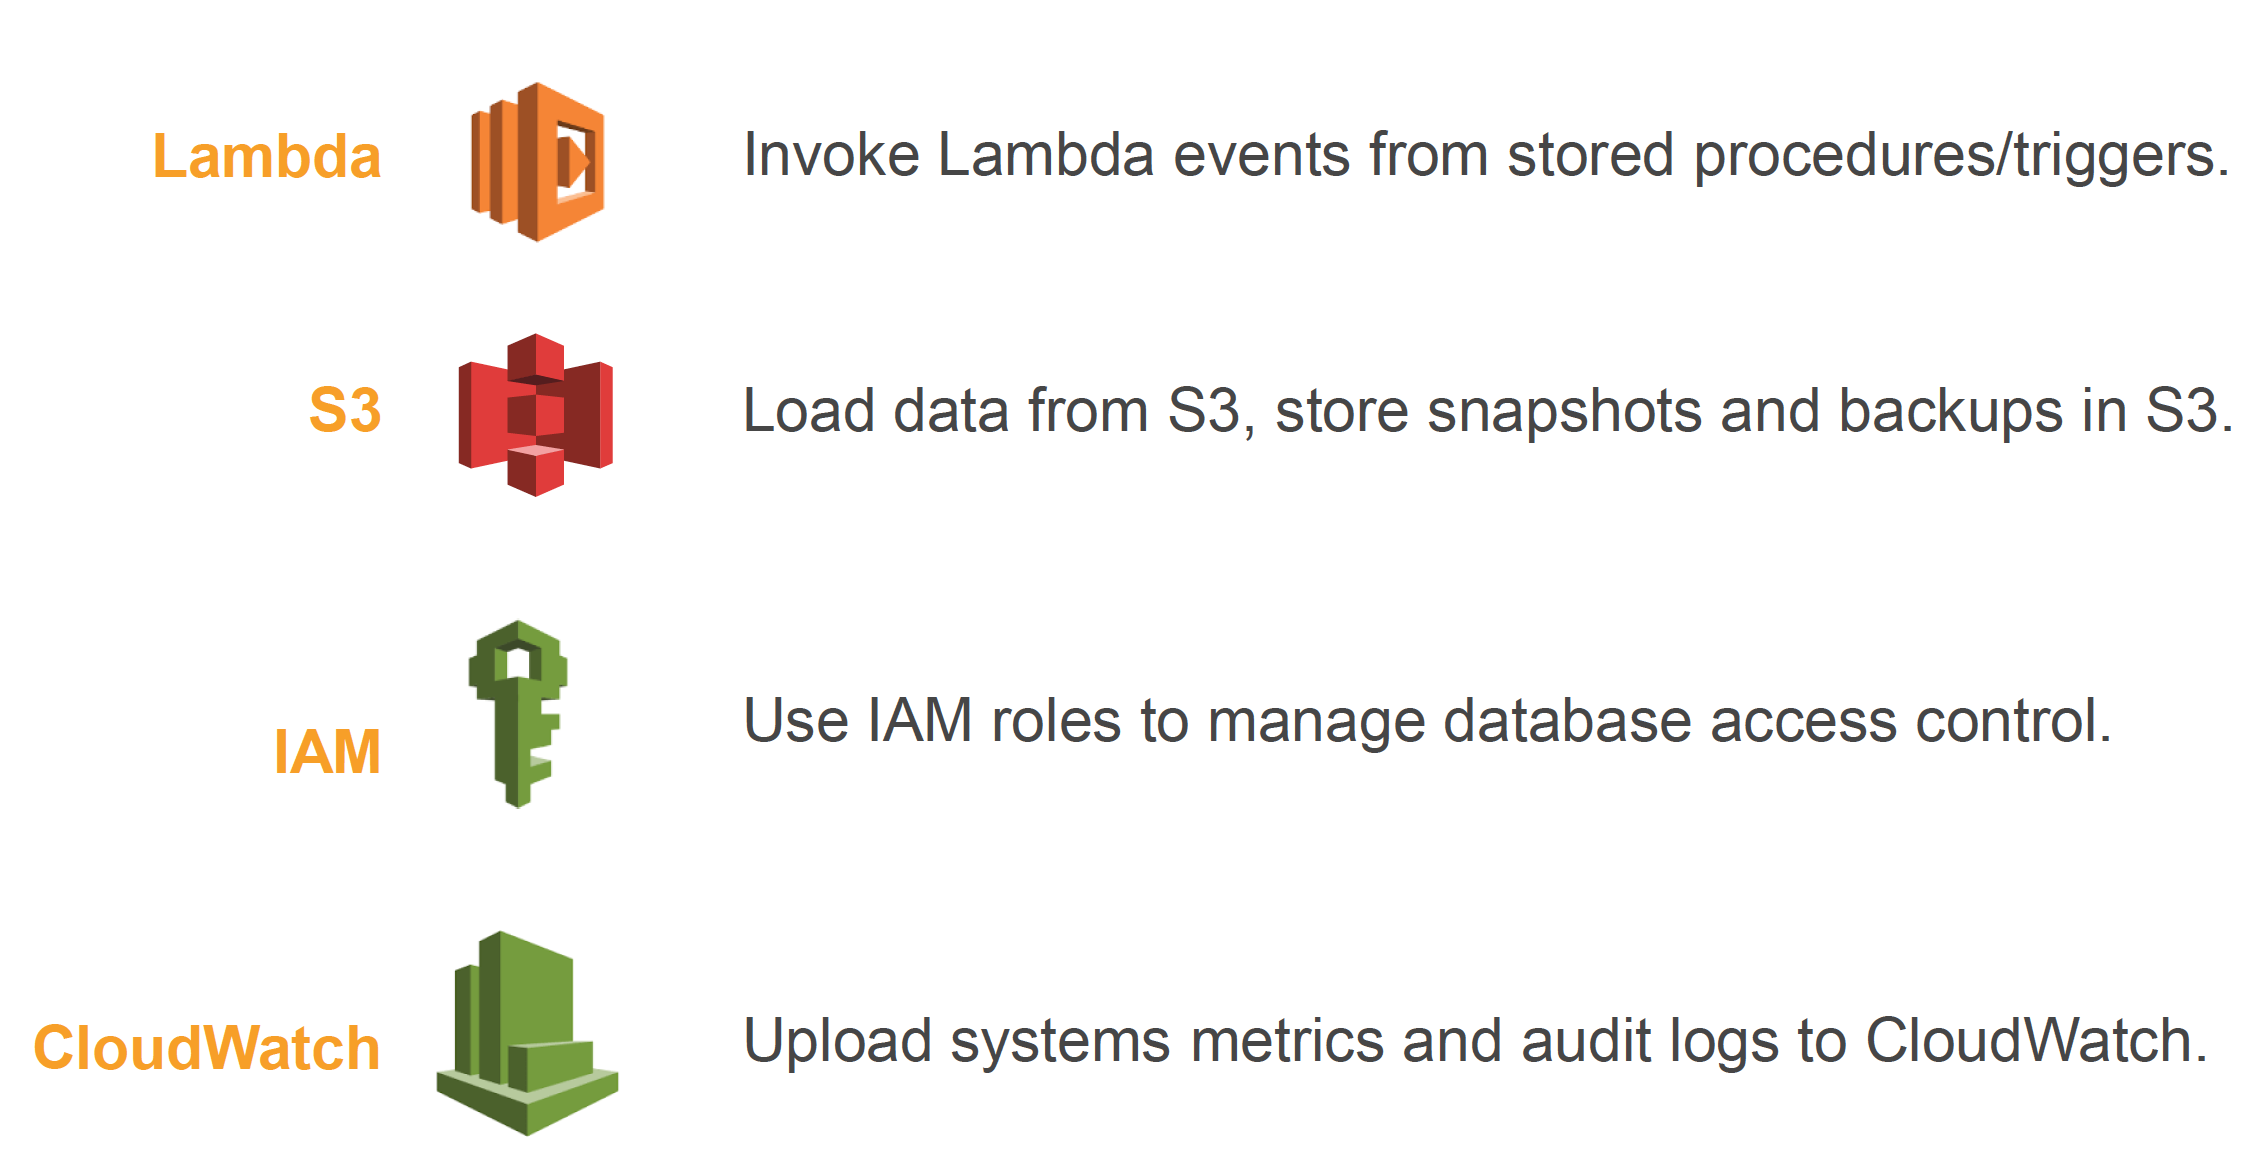 Lambda
Invoke Lambda events from stored procedures/triggers.
S3
Load data from S3, store snapshots and backups in S3.
IAM
Use IAM roles to manage database access control.
CloudWatch
Upload systems metrics and audit logs to CloudWatch.